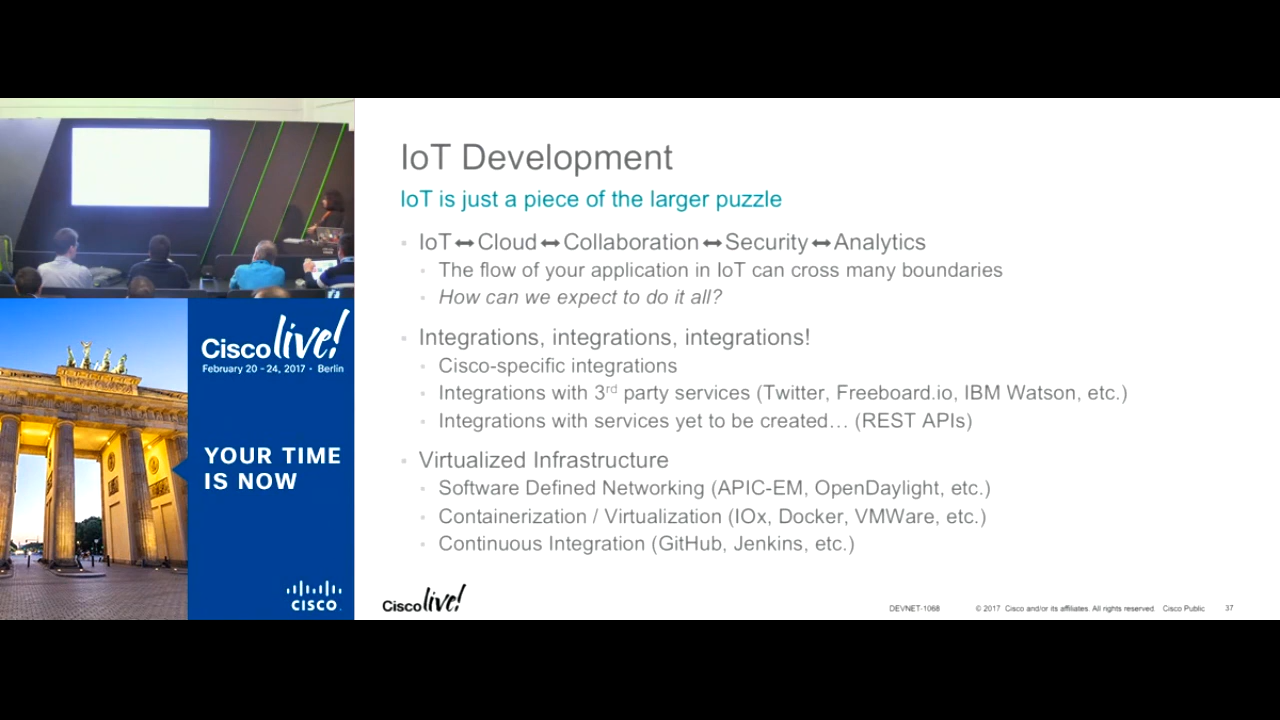 Cisco live!
February 20 - 24, 2017 • Berlin
YOUR TIME
IS NOW
CISCO
IoT Development
IoT is just a piece of the larger puzzle
▪ IoT↔Cloud↔Collaboration↔Security↔Analytics
▪ The flow of your application in IoT can cross many boundaries
▪ How can we expect to do it all?
▪ Integrations, integrations, integrations!
▪ Cisco-specific integrations
▪ Integrations with 3rd party services (Twitter, Freeboard.io, IBM Watson, etc.)
▪ Integrations with services yet to be created… (REST APIs)
▪ Virtualized Infrastructure
▪ Software Defined Networking (APIC-EM, OpenDaylight, etc.)
▪ Containerization / Virtualization (IOx, Docker, VMWare, etc.)
▪ Continuous Integration (GitHub, Jenkins, etc.)
Cisco live!
DEVNET-1068 © 2017 Cisco and/or its affiliates. All rights reserved. Cisco Public 37